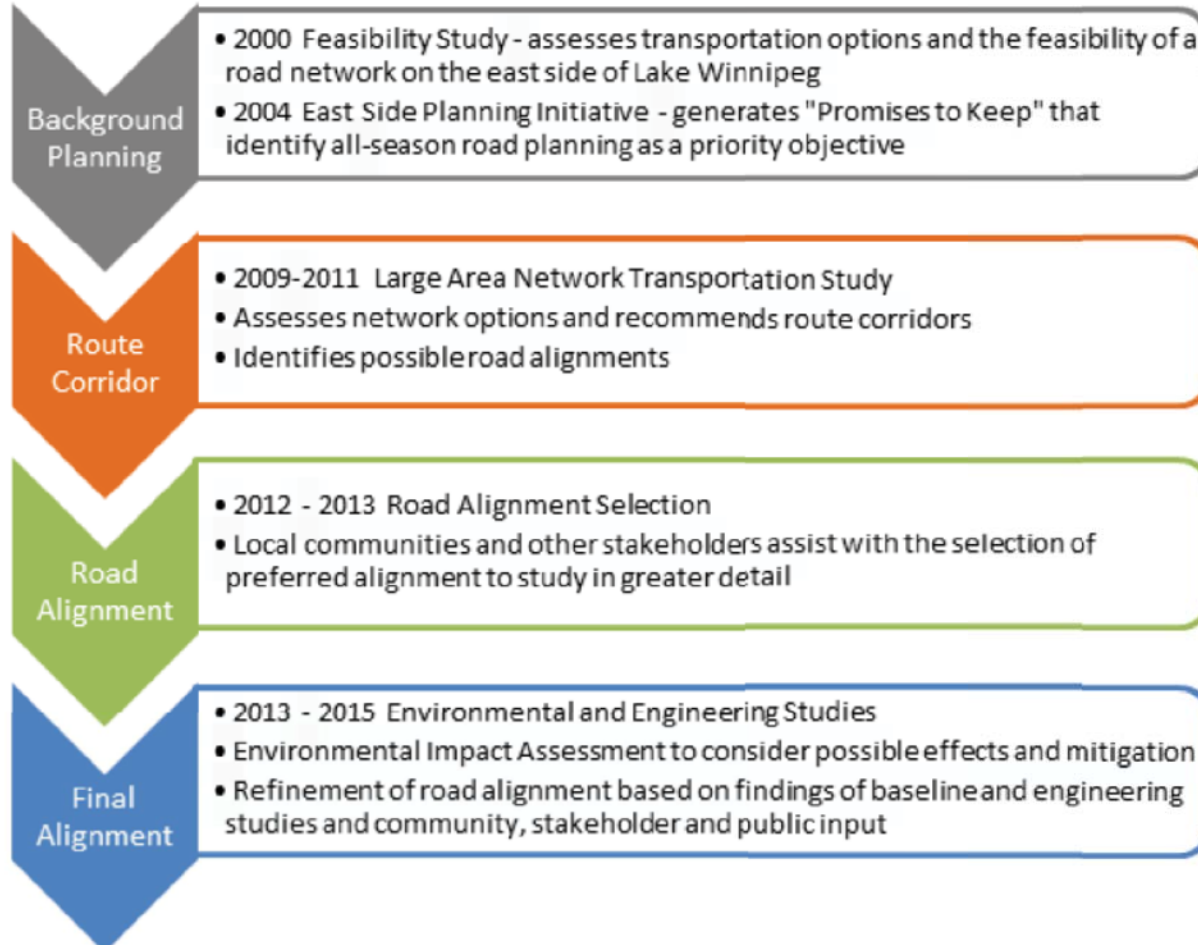 Background
Planning
• 2000 Feasibility Study - assesses transportation options and the feasibility of a
road network on the east side of Lake Winnipeg
• 2004 East Side Planning Initiative - generates "Promises to Keep" that
identify all-season road planning as a priority objective
Route
Corridor
• 2009-2011 Large Area Network Transportation Study
• Assesses network options and recommends route corridors
• Identifies possible road alignments
Road
Alignment
• 2012 - 2013 Road Alignment Selection
• Local communities and other stakeholders assist with the selection of
preferred alignment to study in greater detail
Final
Alignment
• 2013 - 2015 Environmental and Engineering Studies
• Environmental Impact Assessment to consider possible effects and mitigation
• Refinement of road alignment based on findings of baseline and engineering
studies and community, stakeholder and public input